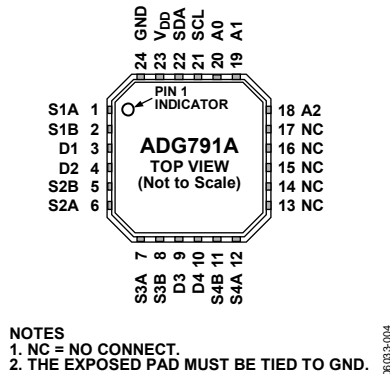 24 GND
23 VDD
22 SDA
21 SCL
20 A0
19 A1
PIN 1
INDICATOR
S1A 1
S1B 2
D1 3
D2 4
S2B 5
S2A 6
ADG791A
TOP VIEW
(Not to Scale)
18 A2
17 NC
16 NC
15 NC
14 NC
13 NC
S3A 7
S3B 8
D3 9
D4 10
S4B 11
S4A 12
NOTES
1. NC = NO CONNECT.
2. THE EXPOSED PAD MUST BE TIED TO GND.
06033-004